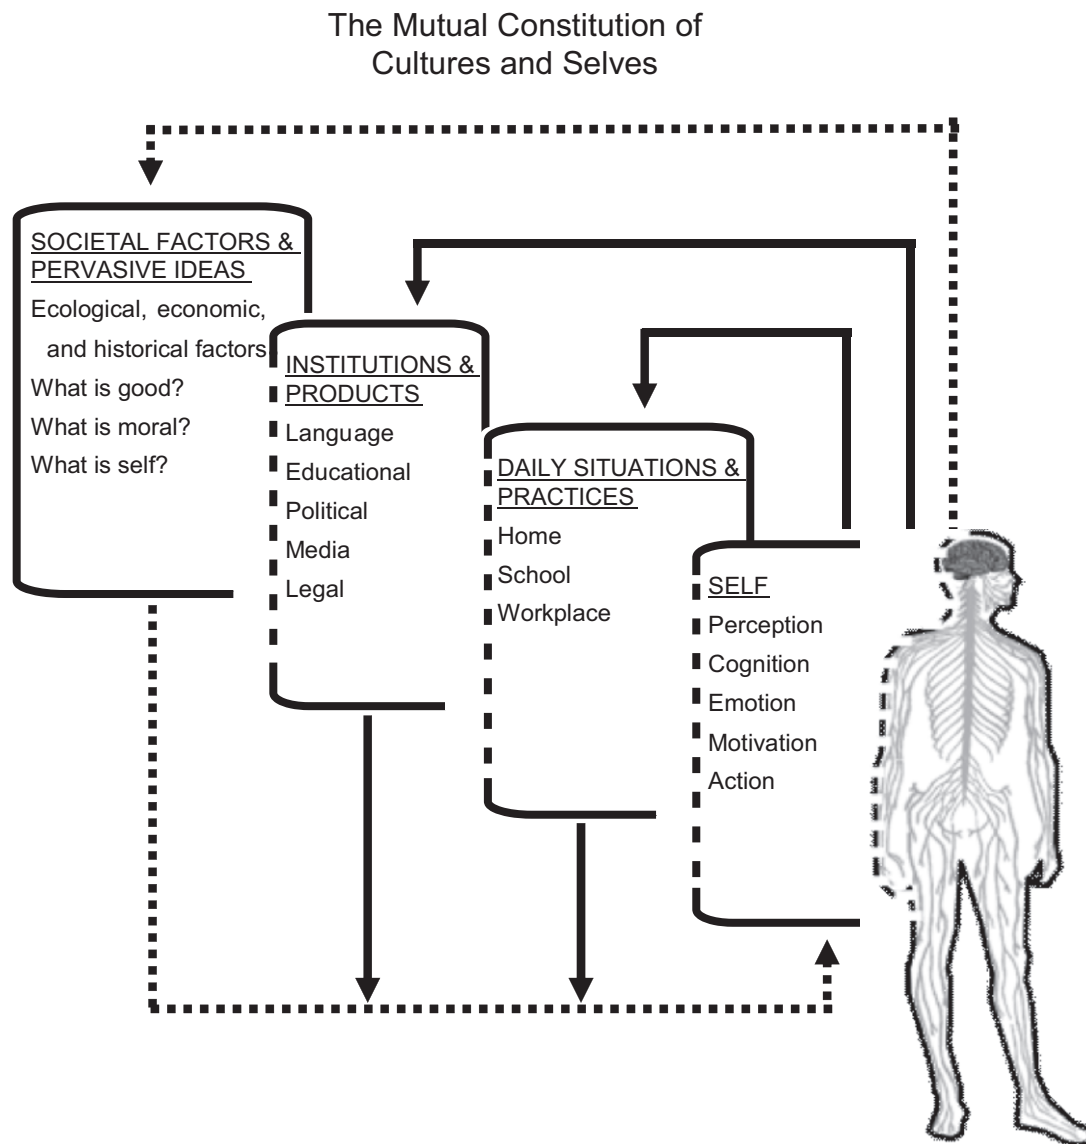 The Mutual Constitution of
Cultures and Selves
SOCIETAL FACTORS &
PERVASIVE IDEAS
Ecological, economic,
and historical factors
What is good?
What is moral?
What is self?
INSTITUTIONS &
PRODUCTS
Language
Educational
Political
Media
Legal
DAILY SITUATIONS &
PRACTICES
Home
School
Workplace
SELF
Perception
Cognition
Emotion
Motivation
Action